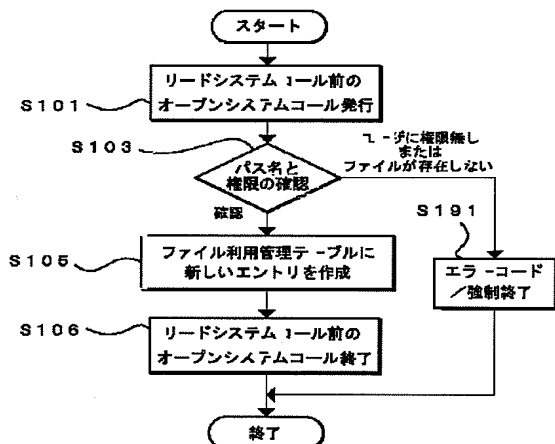 スタート
リードシステムコール前の
オープンシステムコール発行
S101
S103
パス名と
権限の確認
ユーザに権限無し
または
ファイルが存在しない
確認
S191
S105
ファイル利用管理テーブルに
新しいエントリを作成
エラーコード
／強制終了
S106
リードシステムコール前の
オープンシステムコール終了
終了